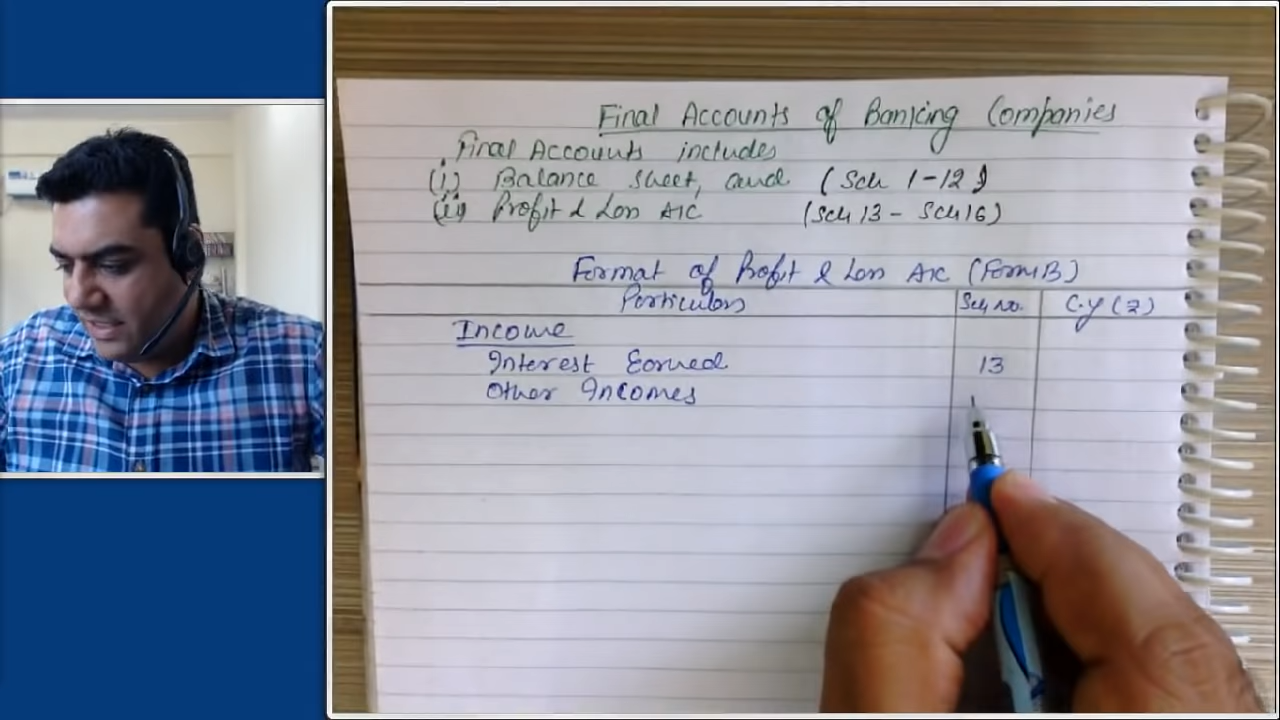 Final Accounts of Banking Companies
Final Accounts includes
(i) Balance sheet, and (Sch 1-12)
(ii) Profit & Loss A/c (Sch 13 - Sch 16)
Format of Profit & Loss A/c (Form B)
Particulars Sch no. C.Y (₹)
Income
Interest Earned 13
Other Incomes